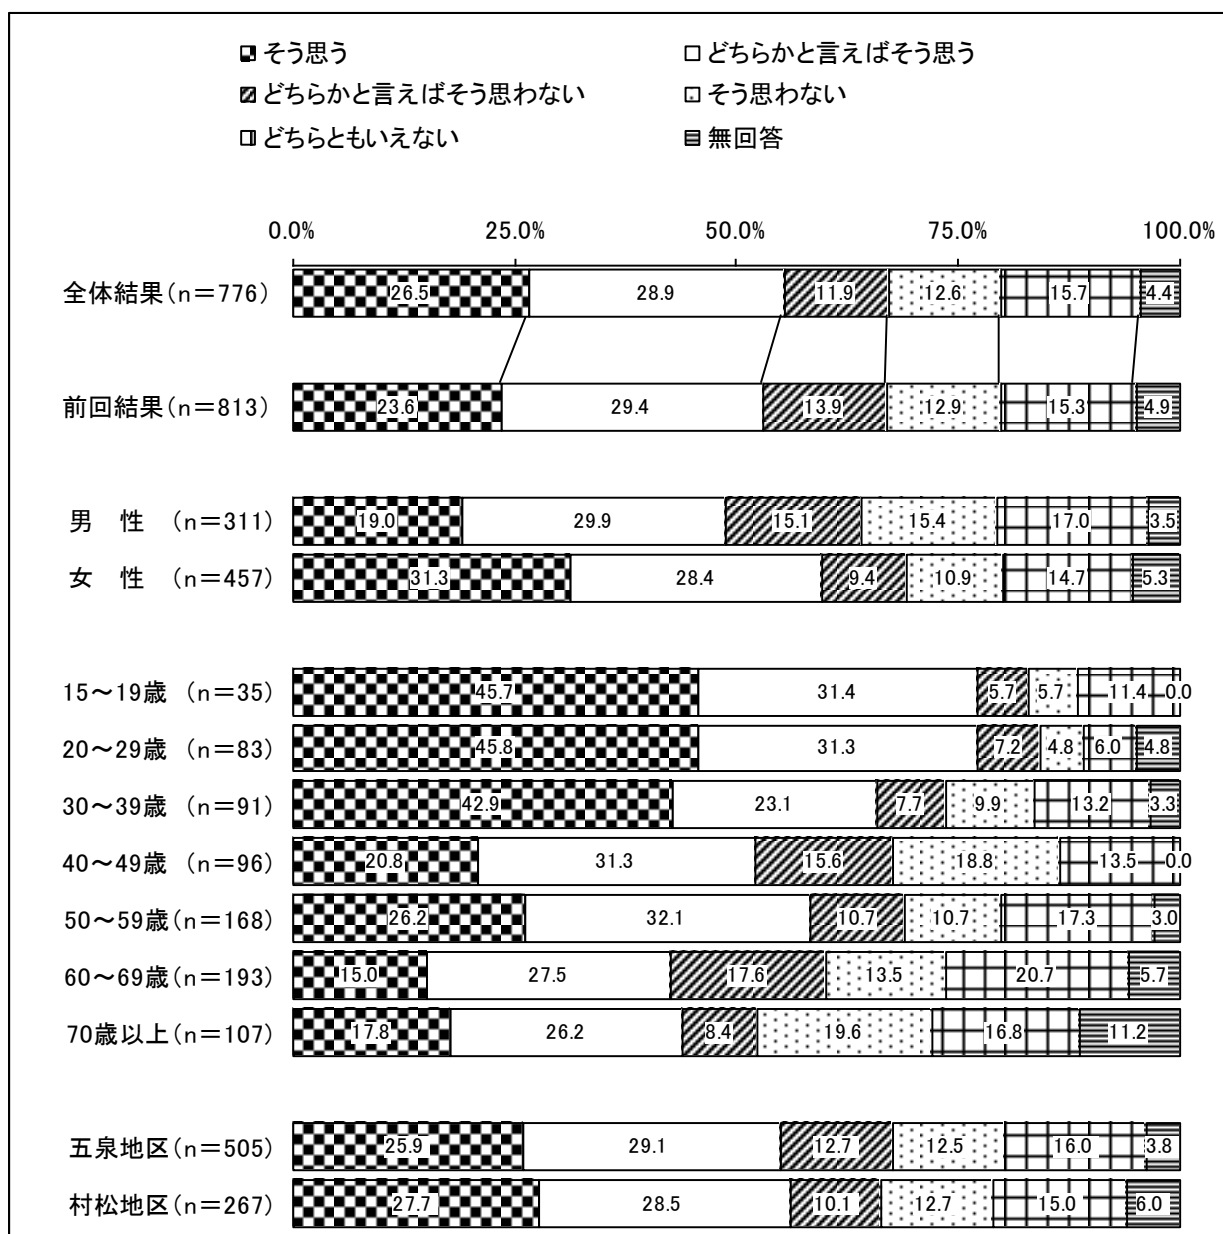 そう思う どちらかと言えばそう思う
どちらかと言えばそう思わない そう思わない
どちらともいえない 無回答
0.0% 25.0% 50.0% 75.0% 100.0%
全体結果(n=776) 26.5 28.9 11.9 12.6 15.7 4.4
前回結果(n=813) 23.6 29.4 13.9 12.9 15.3 4.9
男 性 (n=311) 19.0 29.9 15.1 15.4 17.0 3.5
女 性 (n=457) 31.3 28.4 9.4 10.9 14.7 5.3
15~19歳 (n=35) 45.7 31.4 5.7 5.7 11.4 0.0
20~29歳 (n=83) 45.8 31.3 7.2 4.8 6.0 4.8
30~39歳 (n=91) 42.9 23.1 7.7 9.9 13.2 3.3
40~49歳 (n=96) 20.8 31.3 15.6 18.8 13.5 0.0
50~59歳 (n=168) 26.2 32.1 10.7 10.7 17.3 3.0
60~69歳 (n=193) 15.0 27.5 17.6 13.5 20.7 5.7
70歳以上(n=107) 17.8 26.2 8.4 19.6 16.8 11.2
五泉地区(n=505) 25.9 29.1 12.7 12.5 16.0 3.8
村松地区(n=267) 27.7 28.5 10.1 12.7 15.0 6.0